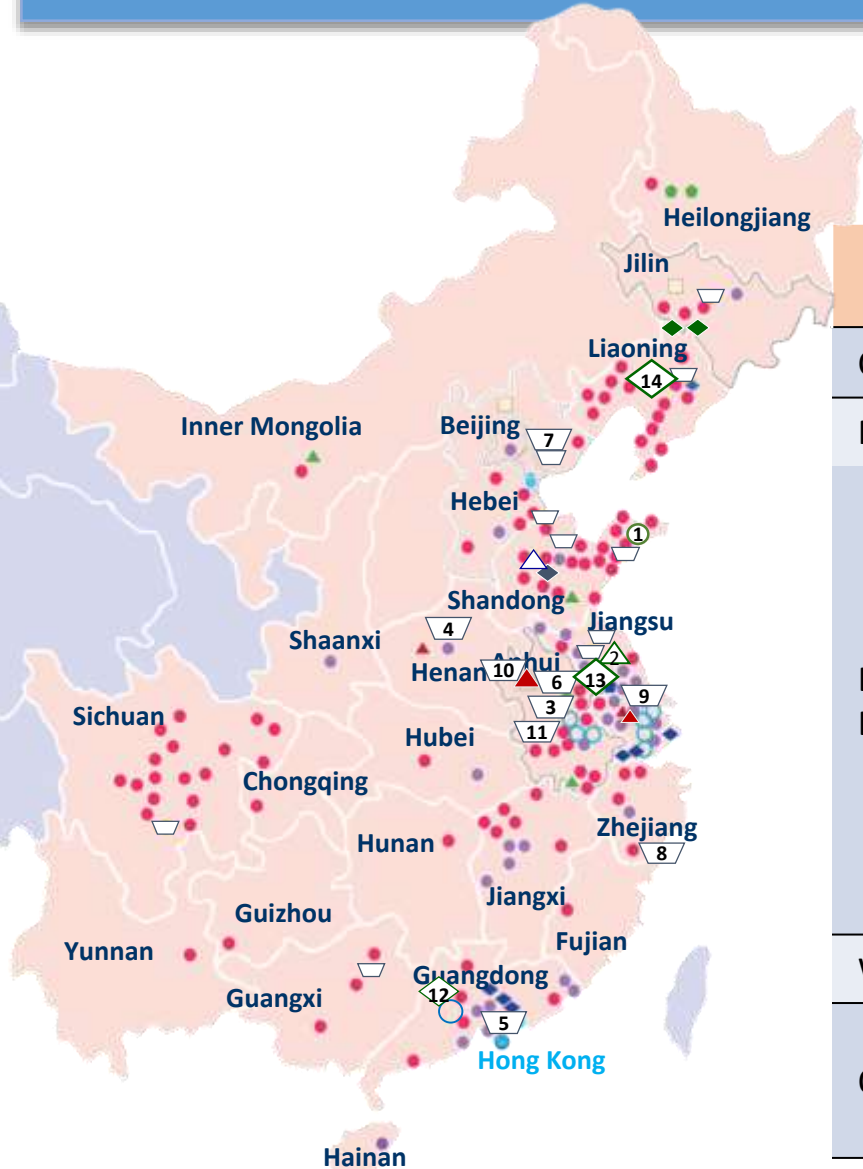 Heilongjiang
Jilin
Liaoning
14
Inner Mongolia
Beijing
7
Hebei
1
Shandong
Jiangsu
4
Shaanxi
2
Anhui
Henan
10
6
13
9
3
Sichuan
11
Hubei
Chongqing
Zhejiang
Hunan
8
Jiangxi
Guizhou
Fujian
Yunnan
Guangdong
12
Guangxi
5
Hong Kong
Hainan